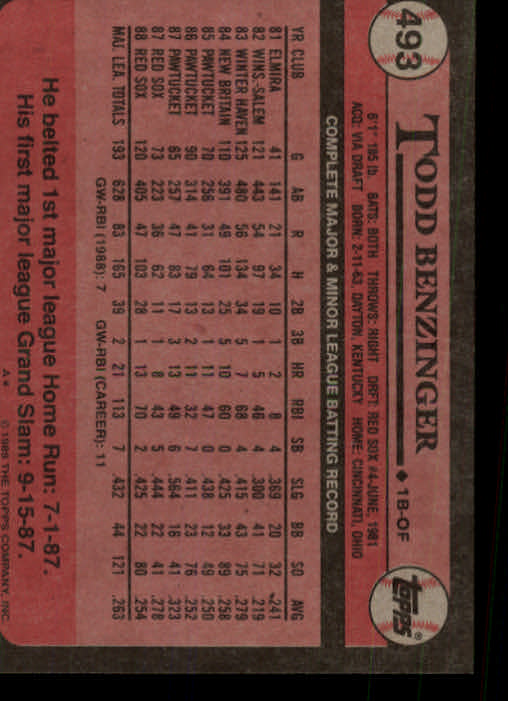 493
TODD BENZINGER ◆ 1B-OF
TOPPS®
6'1" 185 lb. BATS: BOTH THROWS: RIGHT DRFT: RED SOX #4-JUNE, 1981
ACQ: VIA DRAFT BORN: 2-11-63, DAYTON, KENTUCKY HOME: CINCINNATI, OHIO
COMPLETE MAJOR & MINOR LEAGUE BATTING RECORD
YR CLUB G AB R H 2B 3B HR RBI SB SLG BB SO AVG
81 ELMIRA 41 141 21 34 10 1 2 8 4 .369 20 32 .241
82 WINS.-SALEM 121 443 54 97 19 1 5 46 4 .300 41 71 .219
83 WINTER HAVEN 125 480 56 134 34 5 7 68 4 .415 43 75 .279
84 NEW BRITAIN 110 391 49 101 25 5 10 60 0 .425 33 89 .258
85 PAWTUCKET 70 256 31 64 13 1 11 47 0 .438 12 49 .250
86 PAWTUCKET 90 314 41 79 13 2 11 32 7 .411 23 76 .252
87 PAWTUCKET 65 257 47 83 17 3 13 49 6 .564 16 41 .323
87 RED SOX 73 223 36 62 11 1 8 43 5 .444 22 41 .278
88 RED SOX 120 405 47 103 28 1 13 70 2 .425 22 80 .254
MAJ. LEA. TOTALS 193 628 83 165 39 2 21 113 7 .432 44 121 .263
GW-RBI (1988): 7 GW-RBI (CAREER): 11
He belted 1st major league Home Run: 7-1-87.
His first major league Grand Slam: 9-15-87.
A* © 1989 THE TOPPS COMPANY, INC.